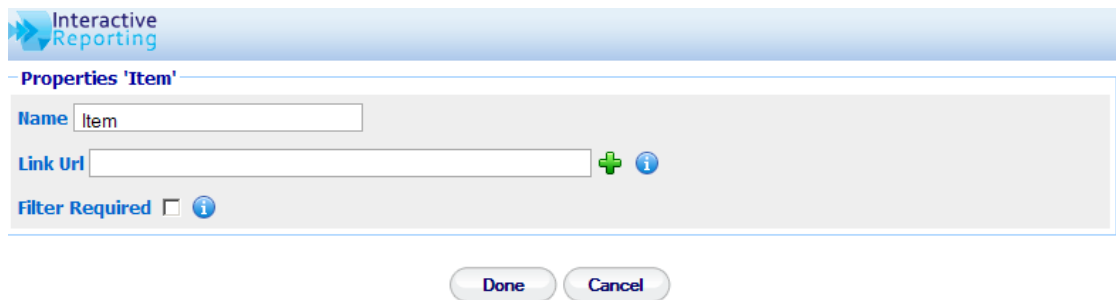 Interactive
Reporting
Properties 'Item'
Name Item
Link Url
Filter Required
Done Cancel